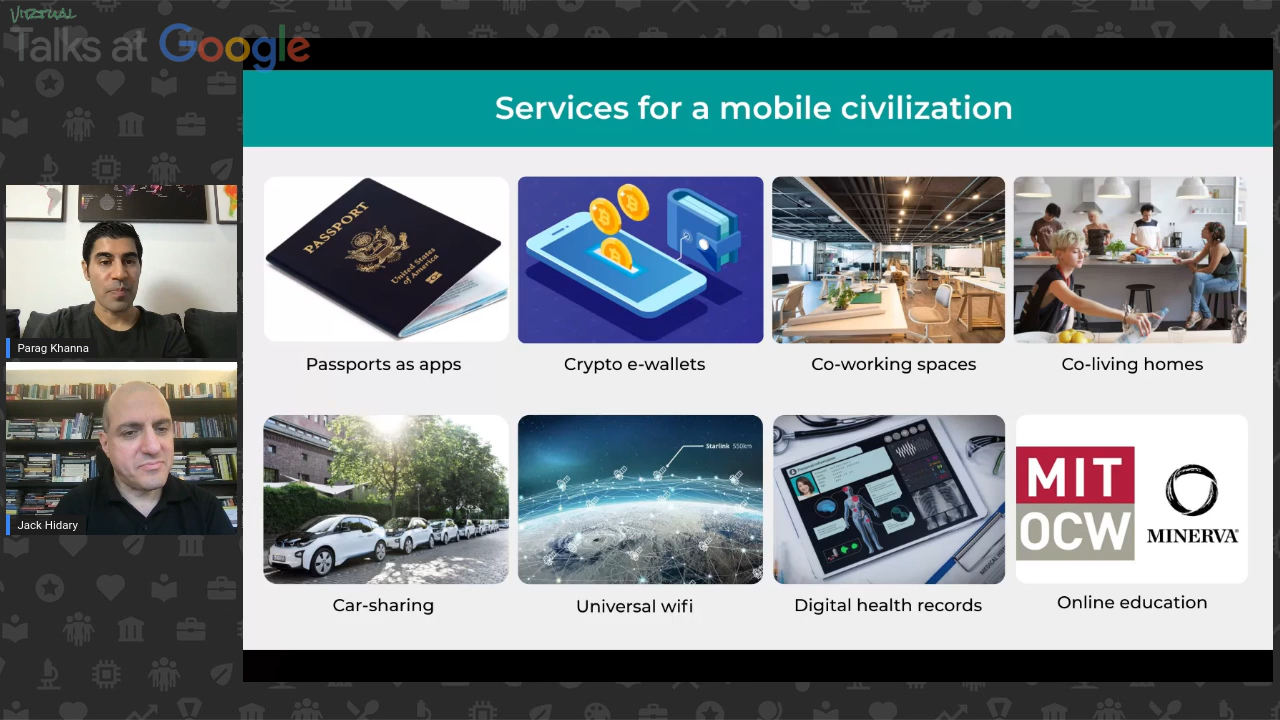 VIRTUAL
Talks at Google
Services for a mobile civilization
PASSPORT
United States
of America
Passports as apps
Crypto e-wallets
Co-working spaces
Co-living homes
Parag Khanna
Jack Hidary
Starlink 550km
MIT
OCW
MINERVA
Car-sharing
Universal wifi
Digital health records
Online education